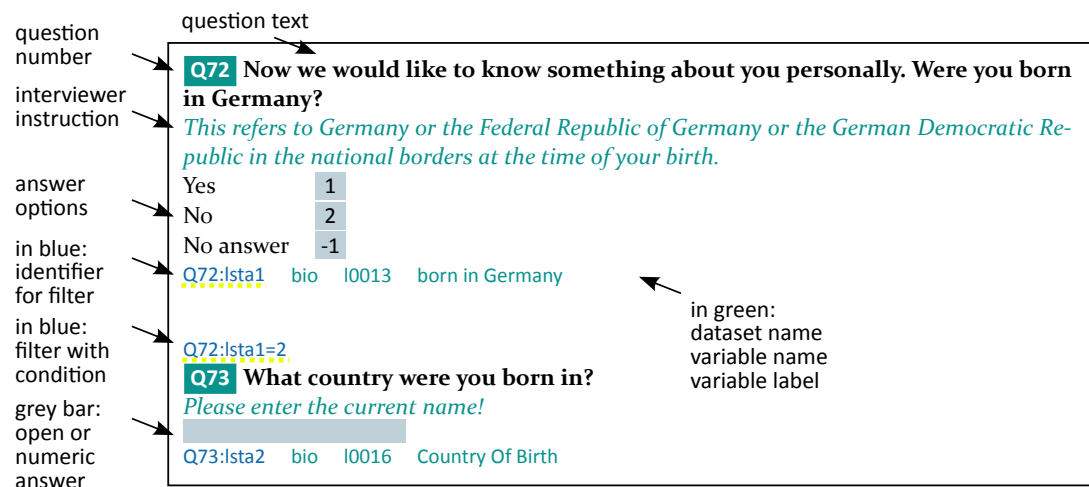 question text
question
number
Q72 Now we would like to know something about you personally. Were you born
in Germany?
interviewer
instruction
This refers to Germany or the Federal Republic of Germany or the German Democratic Re-
public in the national borders at the time of your birth.
answer
options
Yes 1
No 2
No answer -1
in blue:
identifier
for filter
Q72:lsta1 bio l0013 born in Germany
in green:
dataset name
variable name
variable label
in blue:
filter with
condition
Q72:lsta1=2
Q73 What country were you born in?
Please enter the current name!
grey bar:
open or
numeric
answer
Q73:lsta2 bio l0016 Country Of Birth